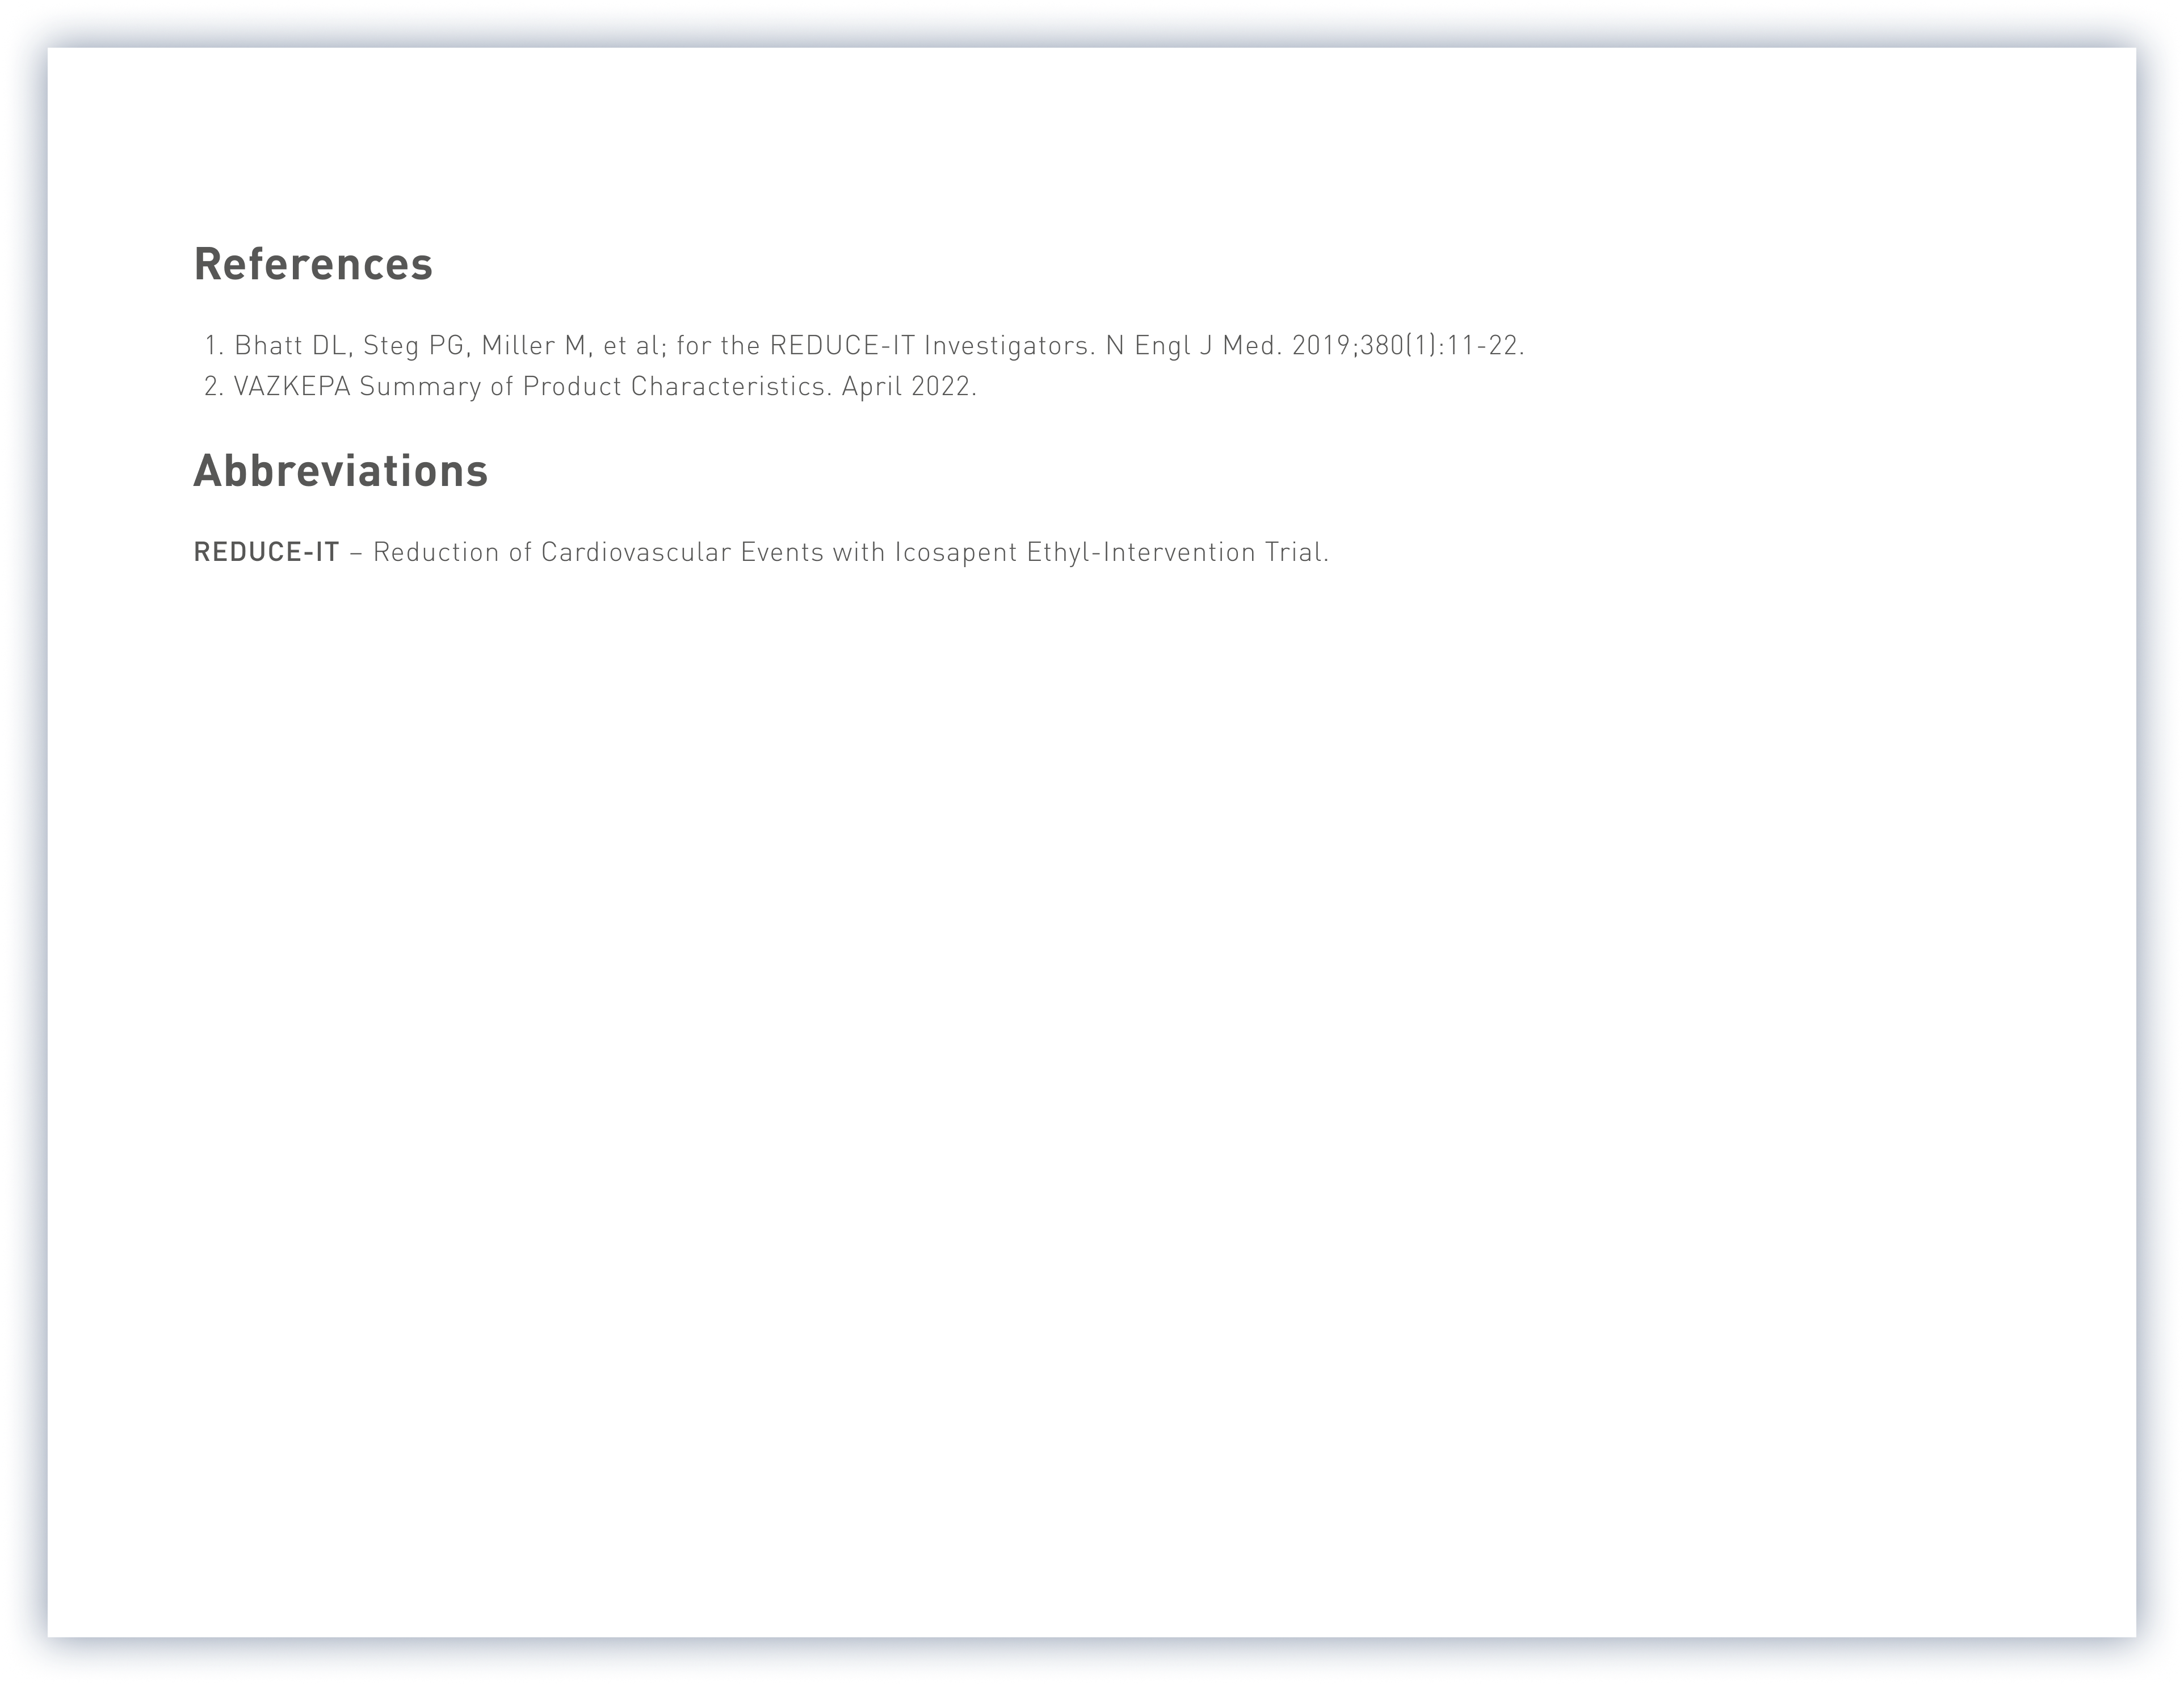 References
1. Bhatt DL, Steg PG, Miller M, et al; for the REDUCE-IT Investigators. N Engl J Med. 2019;380(1):11-22.
2. VAZKEPA Summary of Product Characteristics. April 2022.
Abbreviations
REDUCE-IT – Reduction of Cardiovascular Events with Icosapent Ethyl-Intervention Trial.